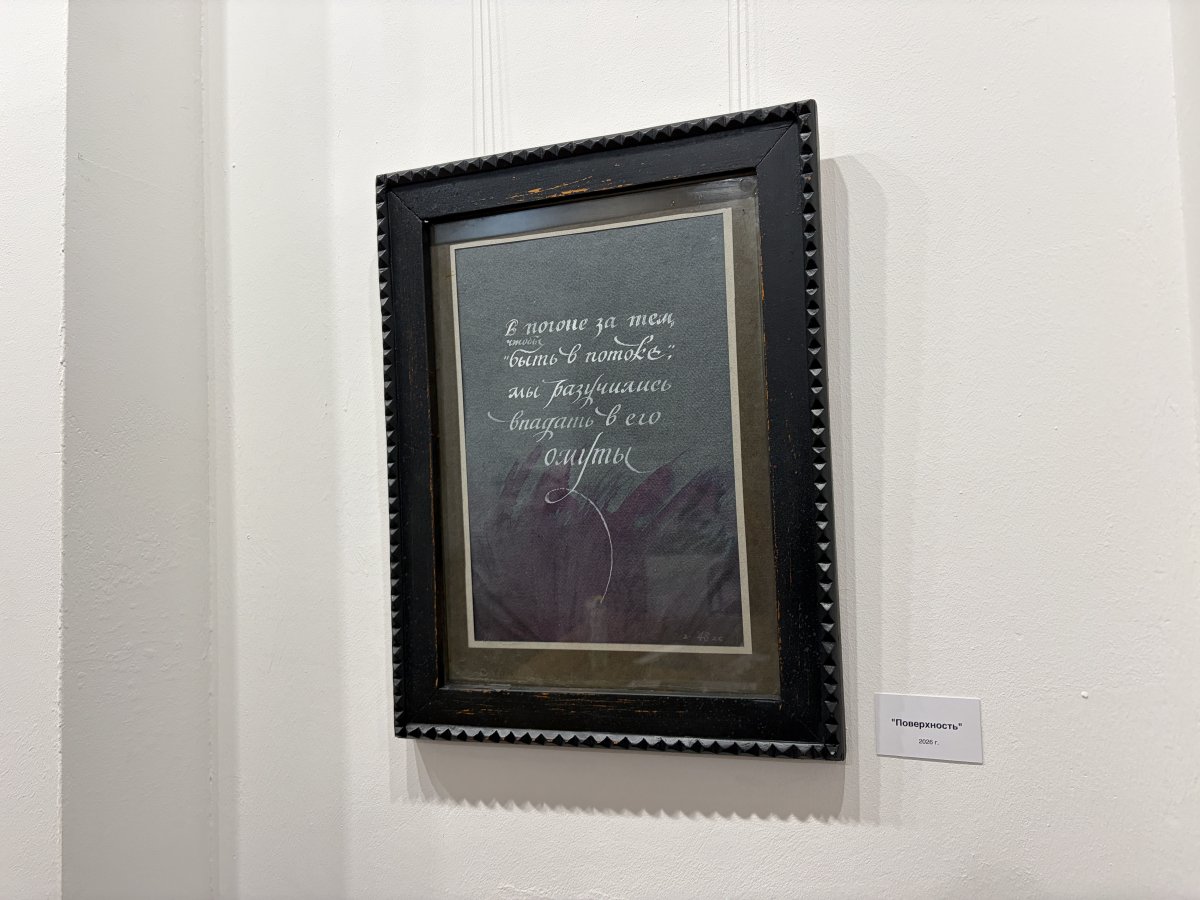 В погоне за тем,
чтобы
"быть в потоке",
мы разучились
впадать в его
омуты
"Поверхность"
2026 г.